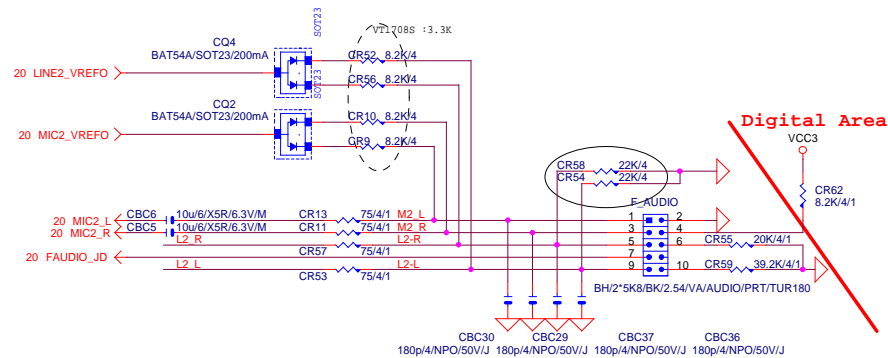 VT1708S :3.3K
SOT23
CQ4
BAT54A/SOT23/200mA
CR52 8.2K/4
20 LINE2_VREFO
SOT23
CR56 8.2K/4
CQ2
BAT54A/SOT23/200mA
CR10 8.2K/4
20 MIC2_VREFO
CR9 8.2K/4
Digital Area
VCC3
CR58 22K/4
CR54 22K/4
CR62
8.2K/4/1
F_AUDIO
20 MIC2_L CBC6 10u/6/X5R/6.3V/M CR13 75/4/1 M2_L 1 2
20 MIC2_R CBC5 10u/6/X5R/6.3V/M CR11 75/4/1 M2_R 3 4
L2_R CR57 75/4/1 L2-R 5 6 CR55 20K/4/1
20 FAUDIO_JD 7
L2_L CR53 75/4/1 L2-L 9 10 CR59 39.2K/4/1
BH/2*5K8/BK/2.54/VA/AUDIO/PRT/TUR180
CBC30 CBC29 CBC37 CBC36
180p/4/NPO/50V/J 180p/4/NPO/50V/J 180p/4/NPO/50V/J 180p/4/NPO/50V/J